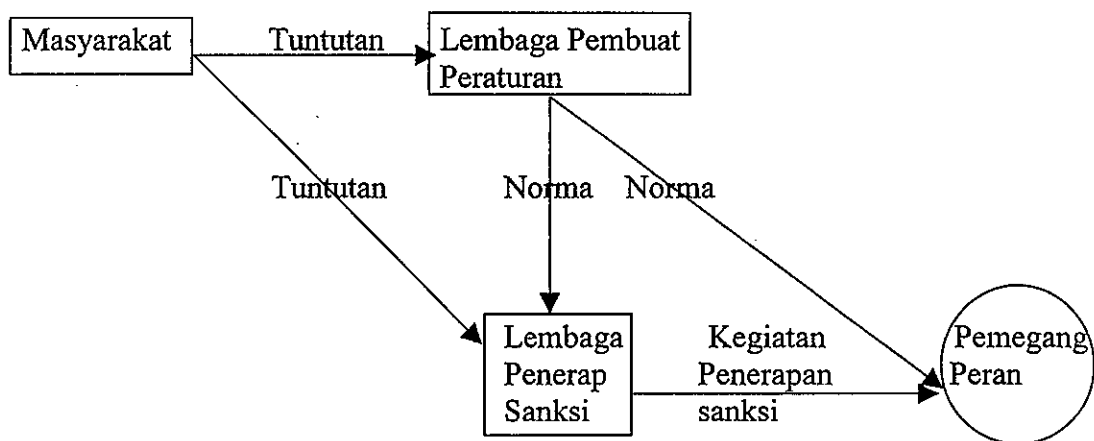 Masyarakat
Tuntutan
Lembaga Pembuat
Peraturan
Tuntutan
Norma
Norma
Lembaga
Penerap
Sanksi
Kegiatan
Penerapan
sanksi
Pemegang
Peran